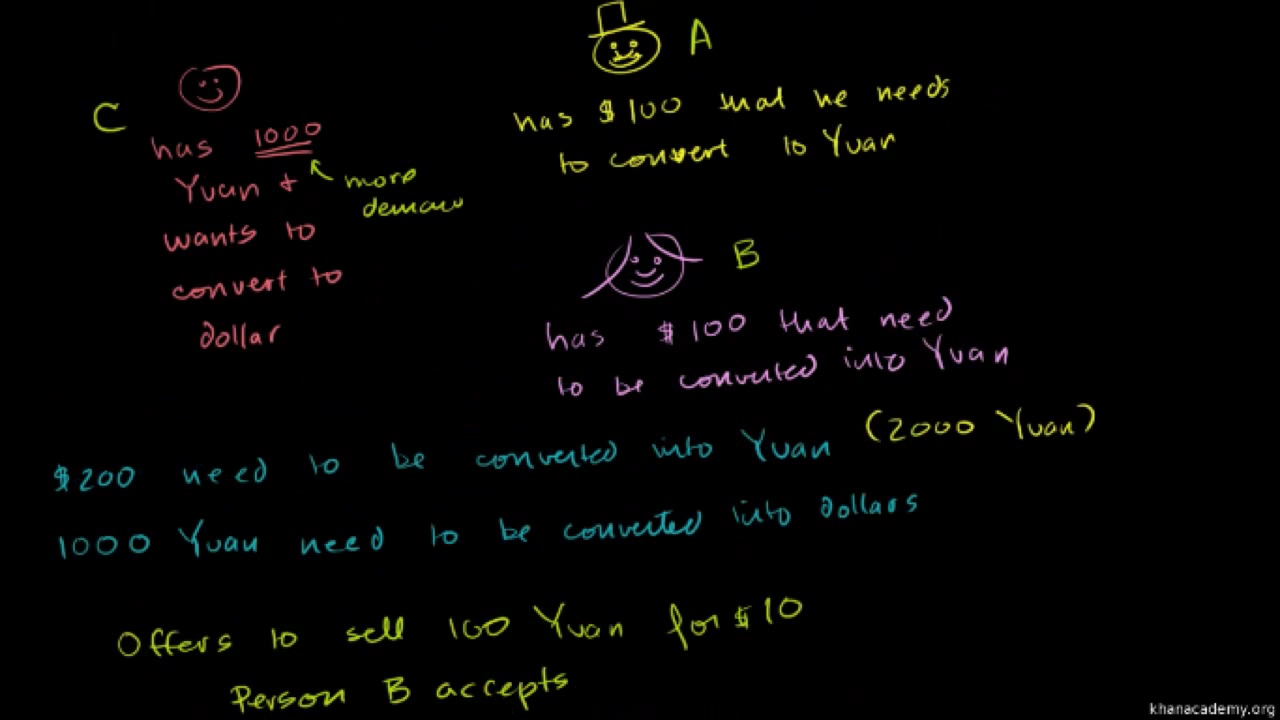 C
has 1000
Yuan +
wants to
convert to
dollar
more
A
has $100 that he needs
to convert to Yuan
B
has $100 that need
to be converted into Yuan
$200 need to be converted into Yuan (2000 Yuan)
1000 Yuan need to be converted into dollars
Offers to sell 100 Yuan for $10
Person B accepts
khanacademy.org